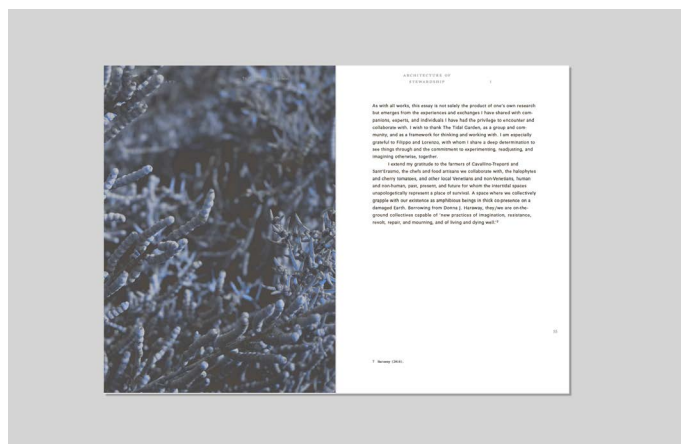 ARCHITECTURE OF
STEWARDSHIP
As with all works, this essay is not solely the product of one's own research
but emerges from the experiences and exchanges I have shared with com-
panions, experts, and individuals I have had the privilege to encounter and
collaborate with. I wish to thank The Tidal Garden, as a group and com-
munity, and as a framework for thinking and working with. I am especially
grateful to Filippo and Lorenzo, with whom I share a deep determination to
see things through and the commitment to experimenting, readjusting, and
imagining otherwise, together.
I extend my gratitude to the farmers of Cavallino-Treporti and
Sant'Erasmo, the chefs and food artisans we collaborate with, the halophytes
and cherry tomatoes, and other local Venetians and non-Venetians, human
and non-human, past, present, and future for whom the intertidal spaces
unapologetically represent a place of survival. A space where we collectively
grapple with our existence as amphibious beings in thick co-presence on a
damaged Earth. Borrowing from Donna J. Haraway, they/we are on-the-
ground collectives capable of 'new practices of imagination, resistance,
revolt, repair, and mourning, and of living and dying well.'
Haraway (2016).